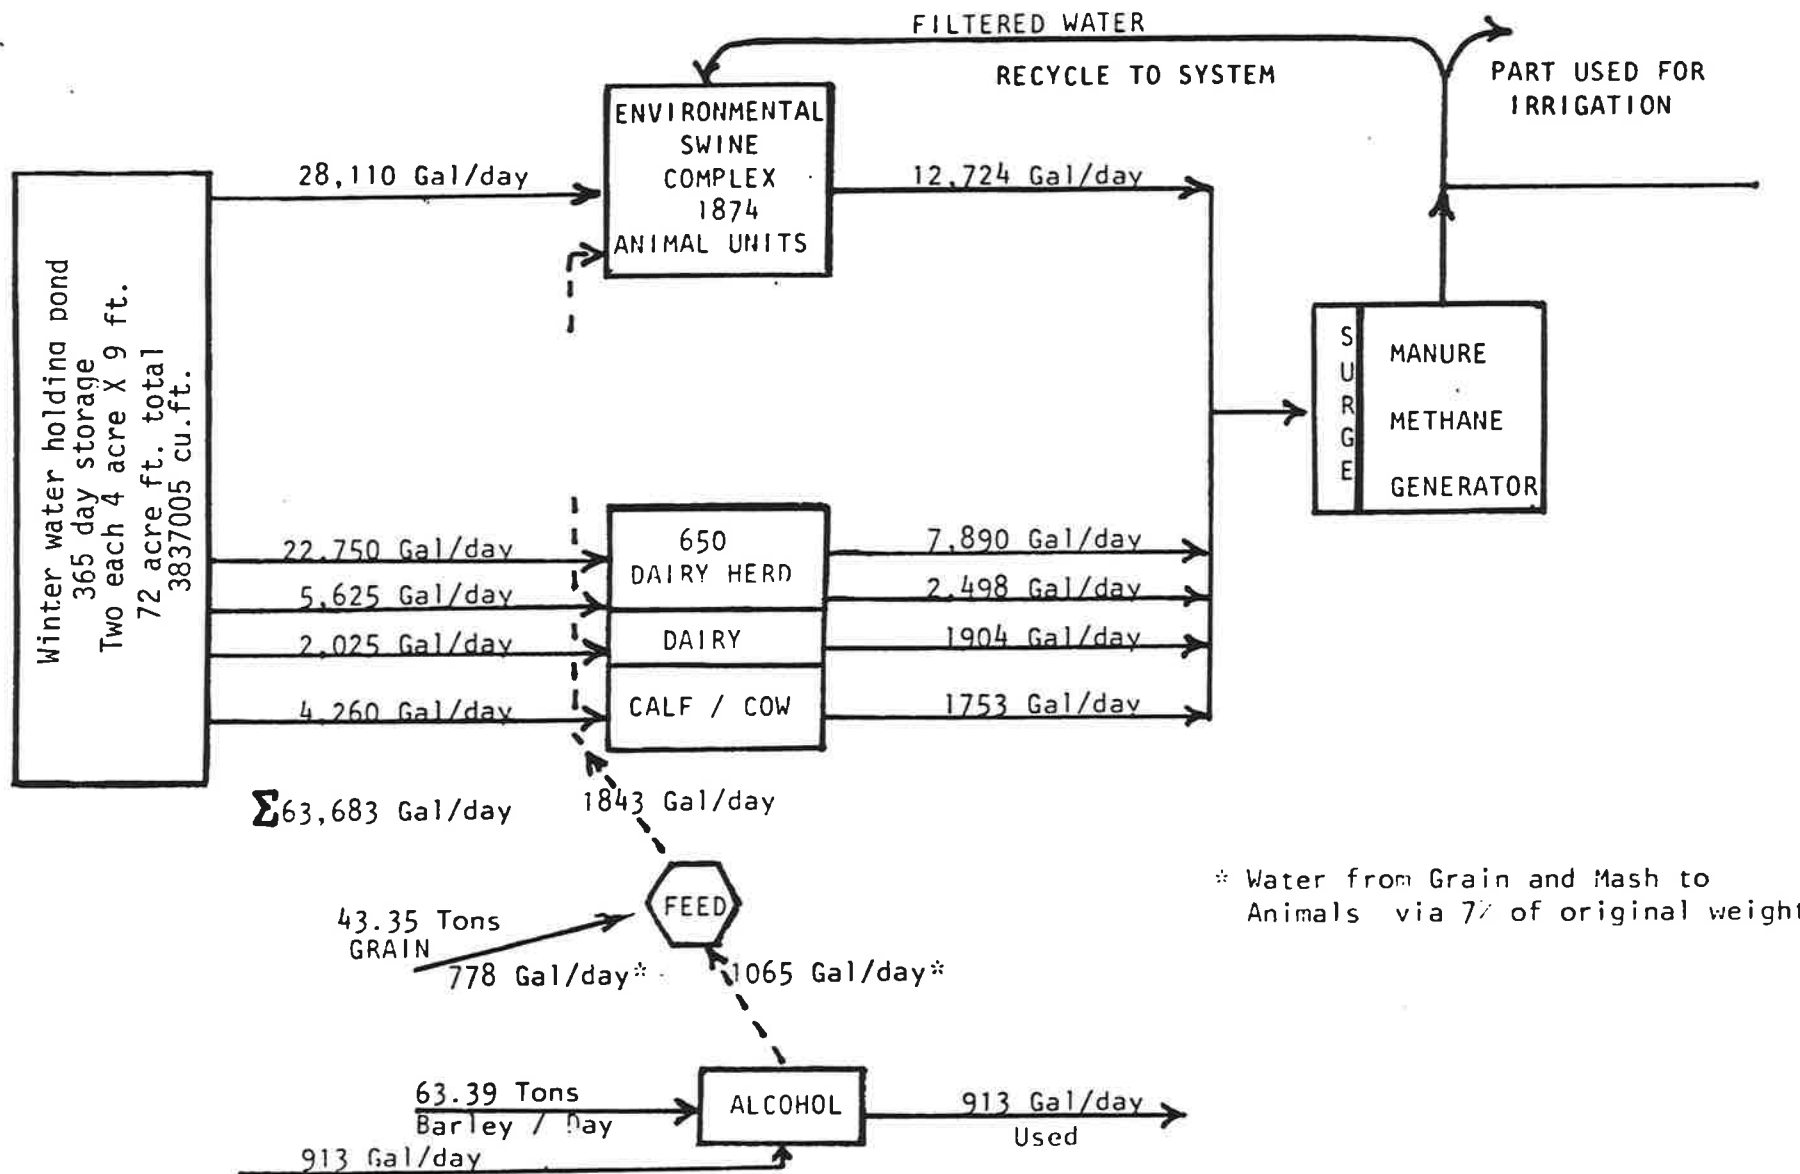 FILTERED WATER
RECYCLE TO SYSTEM
PART USED FOR
IRRIGATION
ENVIRONMENTAL
SWINE
COMPLEX
1874
ANIMAL UNITS
28,110 Gal/day
12,724 Gal/day
Winter water holding pond
365 day storage
Two each 4 acre X 9 ft.
72 acre ft. total
3837005 cu.ft.
SURGE
MANURE
METHANE
GENERATOR
22,750 Gal/day
5,625 Gal/day
2,025 Gal/day
4,260 Gal/day
650
DAIRY HERD
DAIRY
CALF / COW
7,890 Gal/day
2,498 Gal/day
1904 Gal/day
1753 Gal/day
Σ63,683 Gal/day
1843 Gal/day
FEED
43.35 Tons
GRAIN
778 Gal/day*
1065 Gal/day*
* Water from Grain and Mash to
Animals via 7% of original weight
63.39 Tons
Barley / Day
913 Gal/day
ALCOHOL
913 Gal/day
Used